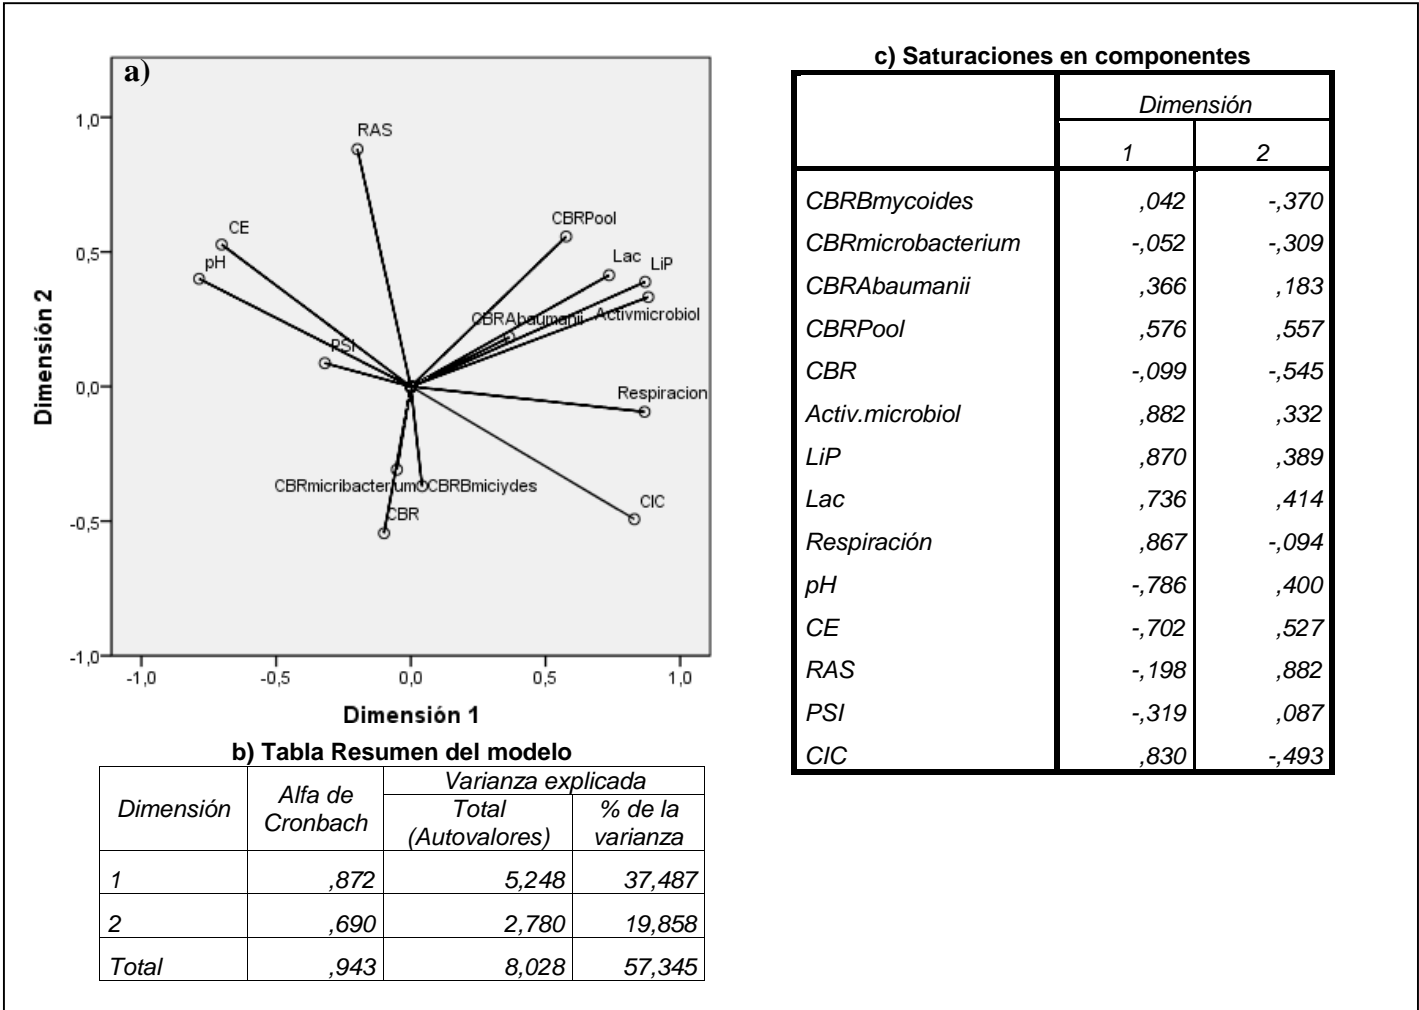 a)
1,0
0,5
0,0
-0,5
-1,0
Dimensión 2
RAS
CE
pH
PSI
CBRPool
Lac
LiP
CBRAbaumanii
Activmicrobiol
Respiracion
CBRmicribacterium
CBRBmiciydes
CBR
CIC
-1,0 -0,5 0,0 0,5 1,0
Dimensión 1
b) Tabla Resumen del modelo
Dimensión Alfa de Cronbach Varianza explicada
Total (Autovalores) % de la varianza
1 ,872 5,248 37,487
2 ,690 2,780 19,858
Total ,943 8,028 57,345
c) Saturaciones en componentes
Dimensión
1 2
CBRBmycoides ,042 -,370
CBRmicrobacterium -,052 -,309
CBRAbaumanii ,366 ,183
CBRPool ,576 ,557
CBR -,099 -,545
Activ.microbiol ,882 ,332
LiP ,870 ,389
Lac ,736 ,414
Respiración ,867 -,094
pH -,786 ,400
CE -,702 ,527
RAS -,198 ,882
PSI -,319 ,087
CIC ,830 -,493